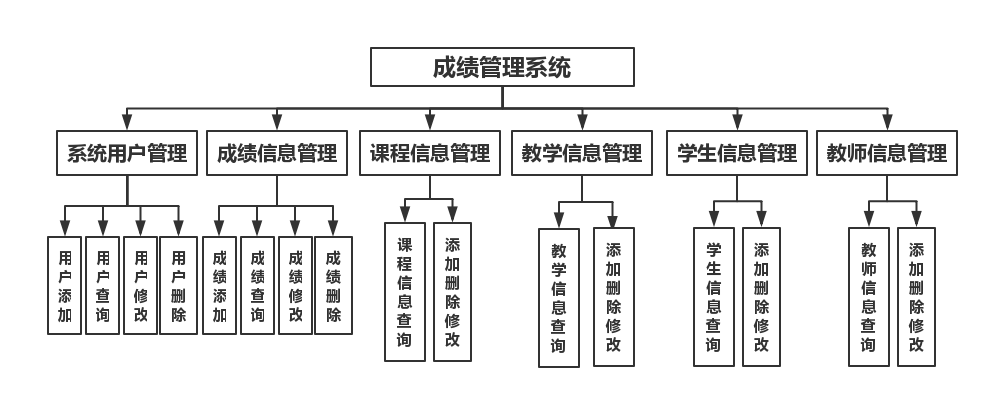 成绩管理系统
系统用户管理
成绩信息管理
课程信息管理
教学信息管理
学生信息管理
教师信息管理
用户添加
用户查询
用户修改
用户删除
成绩添加
成绩查询
成绩修改
成绩删除
课程信息查询
添加删除修改
教学信息查询
添加删除修改
学生信息查询
添加删除修改
教师信息查询
添加删除修改